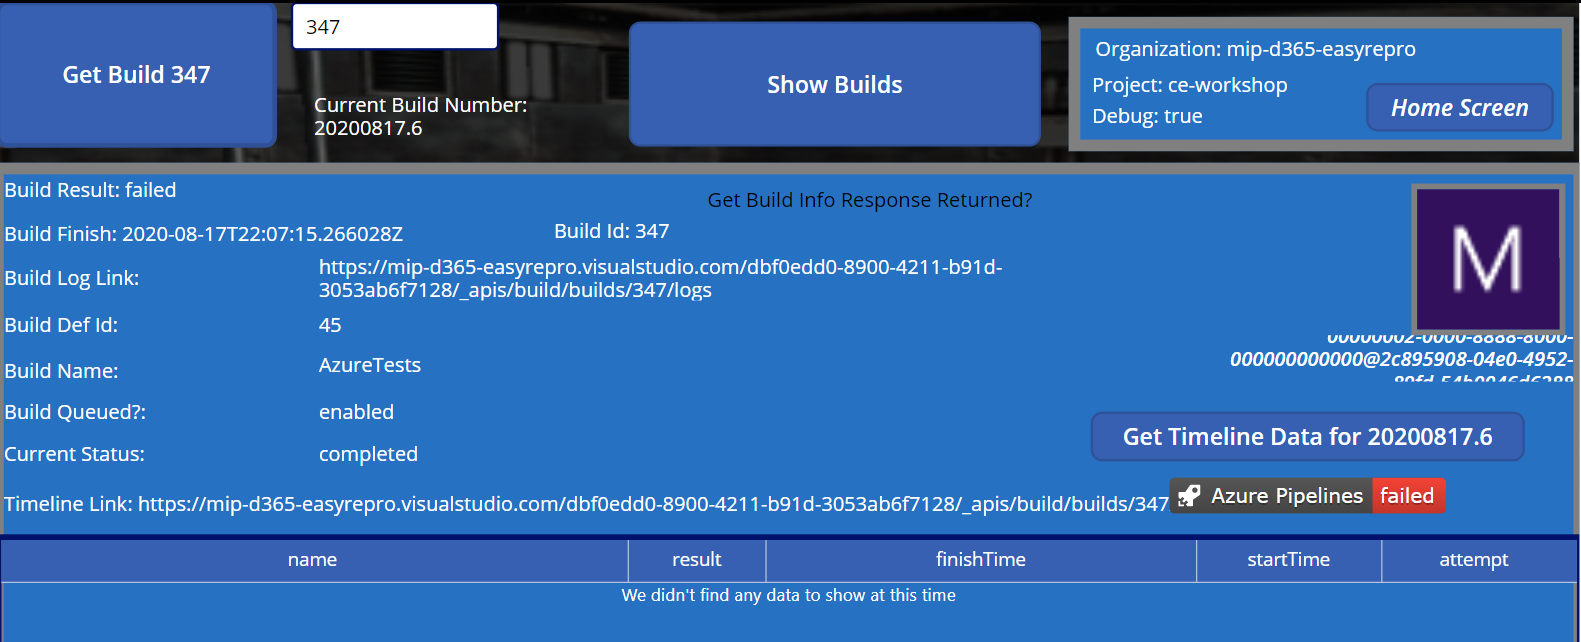 Get Build 347
347
Current Build Number:
20200817.6
Show Builds
Organization: mip-d365-easyrepro
Project: ce-workshop
Debug: true
Home Screen
Build Result: failed
Get Build Info Response Returned?
Build Finish: 2020-08-17T22:07:15.266028Z
Build Id: 347
Build Log Link:
https://mip-d365-easyrepro.visualstudio.com/dbf0edd0-8900-4211-b91d-
3053ab6f7128/_apis/build/builds/347/logs
M
Build Def Id:
45
00000002-0000-8888-8000-
000000000000@2c895908-04e0-4952-
Build Name:
AzureTests
Build Queued?:
enabled
Get Timeline Data for 20200817.6
Current Status:
completed
Timeline Link: https://mip-d365-easyrepro.visualstudio.com/dbf0edd0-8900-4211-b91d-3053ab6f7128/_apis/build/builds/347
Azure Pipelines failed
name result finishTime startTime attempt
We didn't find any data to show at this time